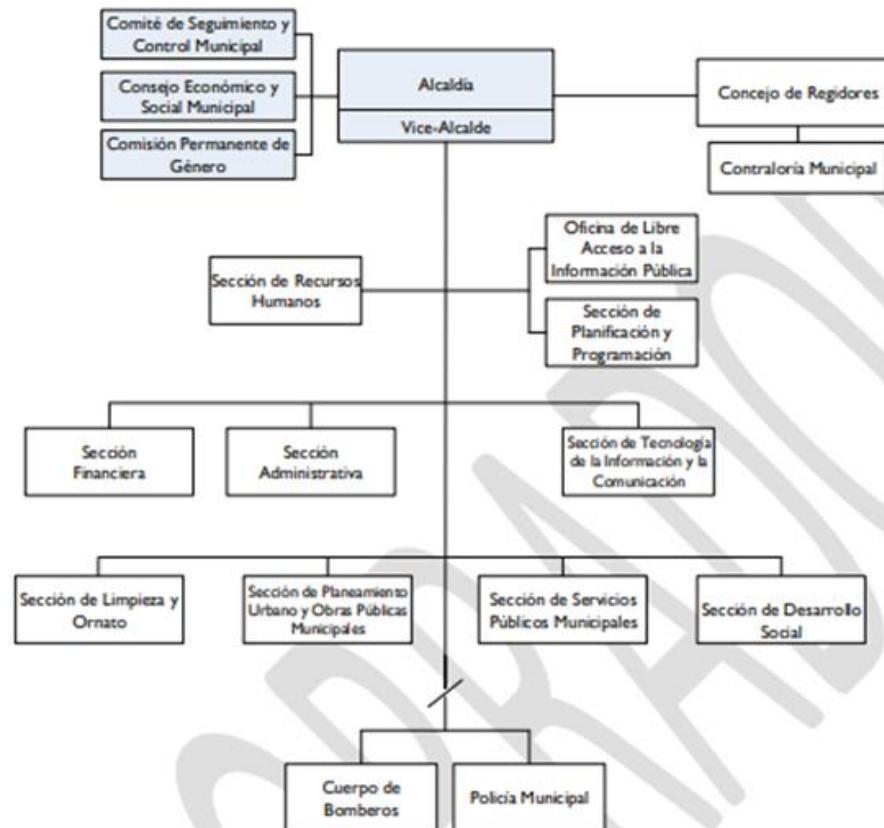 Comité de Seguimiento y
Control Municipal
Consejo Económico y
Social Municipal
Comisión Permanente de
Género
Alcaldía
Vice-Alcalde
Concejo de Regidores
Contraloría Municipal
Sección de Recursos
Humanos
Oficina de Libre
Acceso a la
Información Pública
Sección de
Planificación y
Programación
Sección
Financiera
Sección
Administrativa
Sección de Tecnología
de la Información y la
Comunicación
Sección de Limpieza y
Ornato
Sección de Planeamiento
Urbano y Obras Públicas
Municipales
Sección de Servicios
Públicos Municipales
Sección de Desarrollo
Social
Cuerpo de
Bomberos
Policía Municipal